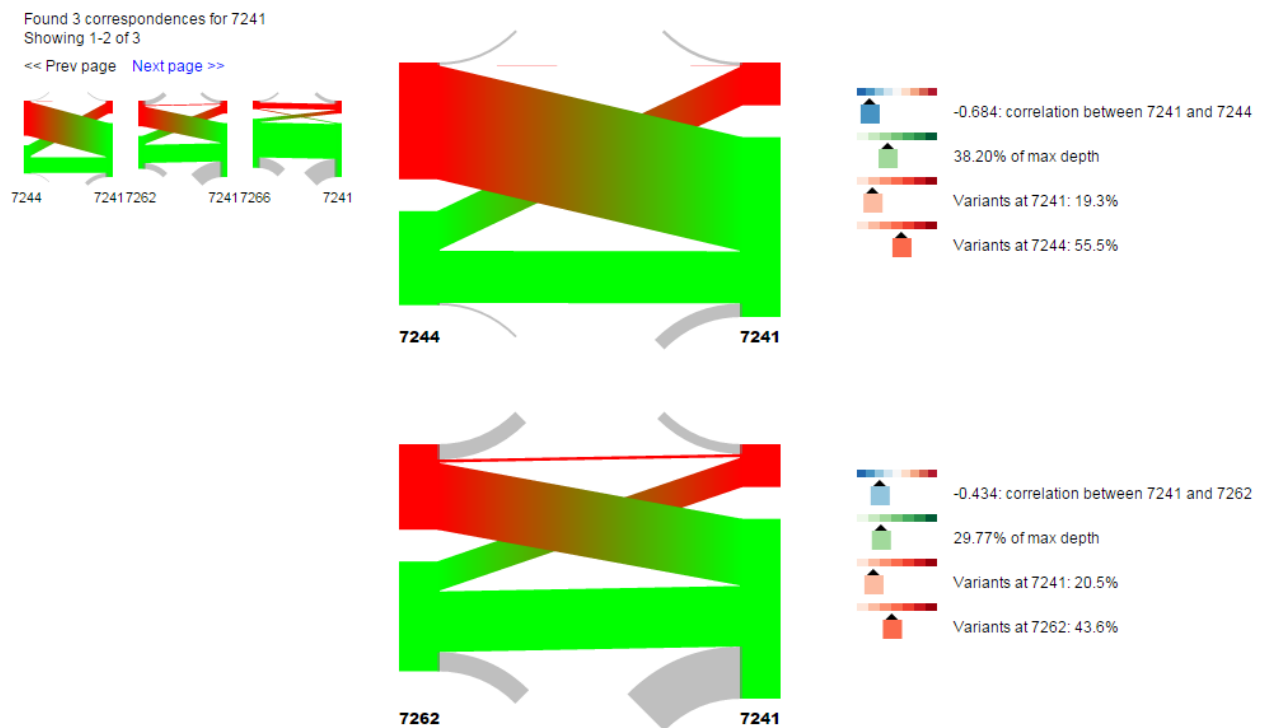 Found 3 correspondences for 7241
Showing 1-2 of 3
<< Prev page Next page >>
7244 7241 7262 7241 7266 7241
-0.684: correlation between 7241 and 7244
38.20% of max depth
Variants at 7241: 19.3%
Variants at 7244: 55.5%
7244 7241
-0.434: correlation between 7241 and 7262
29.77% of max depth
Variants at 7241: 20.5%
Variants at 7262: 43.6%
7262 7241